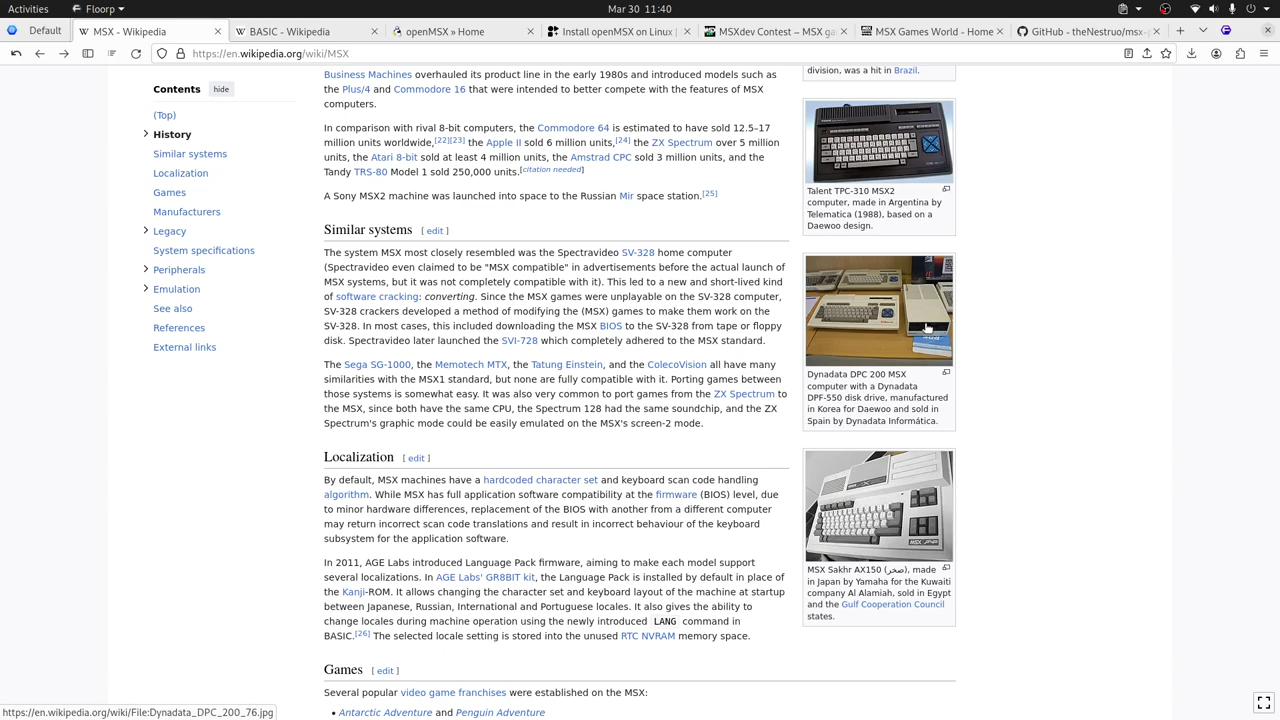 Activities
Floorp
Mar 30 11:40
Default
MSX - Wikipedia
BASIC - Wikipedia
openMSX » Home
Install openMSX on Linux |
MSXdev Contest – MSX ga
MSX Games World - Home
GitHub - theNestruo/msx-
https://en.wikipedia.org/wiki/MSX
Contents hide
(Top)
History
Similar systems
Localization
Games
Manufacturers
Legacy
System specifications
Peripherals
Emulation
See also
References
External links
Business Machines overhauled its product line in the early 1980s and introduced models such as
the Plus/4 and Commodore 16 that were intended to better compete with the features of MSX
computers.
In comparison with rival 8-bit computers, the Commodore 64 is estimated to have sold 12.5–17
million units worldwide,[22][23] the Apple II sold 6 million units,[24] the ZX Spectrum over 5 million
units, the Atari 8-bit sold at least 4 million units, the Amstrad CPC sold 3 million units, and the
Tandy TRS-80 Model 1 sold 250,000 units.[citation needed]
A Sony MSX2 machine was launched into space to the Russian Mir space station.[25]
Similar systems [ edit ]
The system MSX most closely resembled was the Spectravideo SV-328 home computer
(Spectravideo even claimed to be "MSX compatible" in advertisements before the actual launch of
MSX systems, but it was not completely compatible with it). This led to a new and short-lived kind
of software cracking: converting. Since the MSX games were unplayable on the SV-328 computer,
SV-328 crackers developed a method of modifying the (MSX) games to make them work on the
SV-328. In most cases, this included downloading the MSX BIOS to the SV-328 from tape or floppy
disk. Spectravideo later launched the SVI-728 which completely adhered to the MSX standard.
The Sega SG-1000, the Memotech MTX, the Tatung Einstein, and the ColecoVision all have many
similarities with the MSX1 standard, but none are fully compatible with it. Porting games between
those systems is somewhat easy. It was also very common to port games from the ZX Spectrum to
the MSX, since both have the same CPU, the Spectrum 128 had the same soundchip, and the ZX
Spectrum's graphic mode could be easily emulated on the MSX's screen-2 mode.
Localization [ edit ]
By default, MSX machines have a hardcoded character set and keyboard scan code handling
algorithm. While MSX has full application software compatibility at the firmware (BIOS) level, due
to minor hardware differences, replacement of the BIOS with another from a different computer
may return incorrect scan code translations and result in incorrect behaviour of the keyboard
subsystem for the application software.
In 2011, AGE Labs introduced Language Pack firmware, aiming to make each model support
several localizations. In AGE Labs' GR8BIT kit, the Language Pack is installed by default in place of
the Kanji-ROM. It allows changing the character set and keyboard layout of the machine at startup
between Japanese, Russian, International and Portuguese locales. It also gives the ability to
change locales during machine operation using the newly introduced LANG command in
BASIC.[26] The selected locale setting is stored into the unused RTC NVRAM memory space.
Games [ edit ]
Several popular video game franchises were established on the MSX:
• Antarctic Adventure and Penguin Adventure
division, was a hit in Brazil.
Talent TPC-310 MSX2
computer, made in Argentina by
Telematica (1988), based on a
Daewoo design.
Dynadata DPC 200 MSX
computer with a Dynadata
DPF-550 disk drive, manufactured
in Korea for Daewoo and sold in
Spain by Dynadata Informática.
MSX Sakhr AX150 (صخر), made
in Japan by Yamaha for the Kuwaiti
company Al Alamiah, sold in Egypt
and the Gulf Cooperation Council
states.
https://en.wikipedia.org/wiki/File:Dynadata_DPC_200_76.jpg